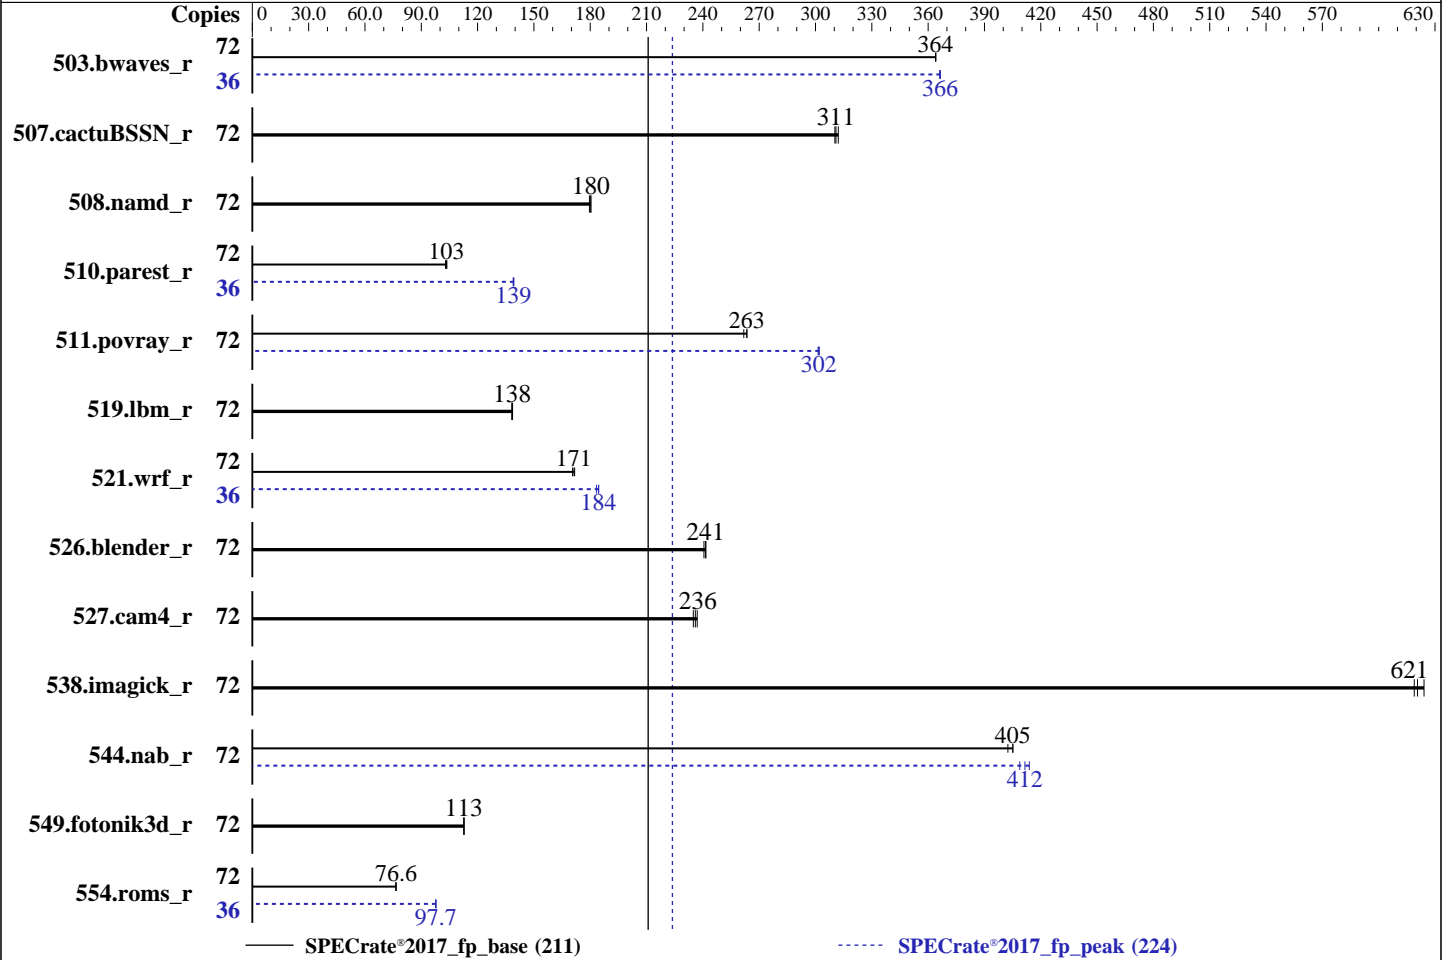 Copies 0 30.0 60.0 90.0 120 150 180 210 240 270 300 330 360 390 420 450 480 510 540 570 630
503.bwaves_r 72 364
36 366
507.cactuBSSN_r 72 311
508.namd_r 72 180
510.parest_r 72 103
36 139
511.povray_r 72 263
302
519.lbm_r 72 138
521.wrf_r 72 171
36 184
526.blender_r 72 241
527.cam4_r 72 236
538.imagick_r 72 621
544.nab_r 72 405
412
549.fotonik3d_r 72 113
554.roms_r 72 76.6
36 97.7
SPECrate®2017_fp_base (211) SPECrate®2017_fp_peak (224)